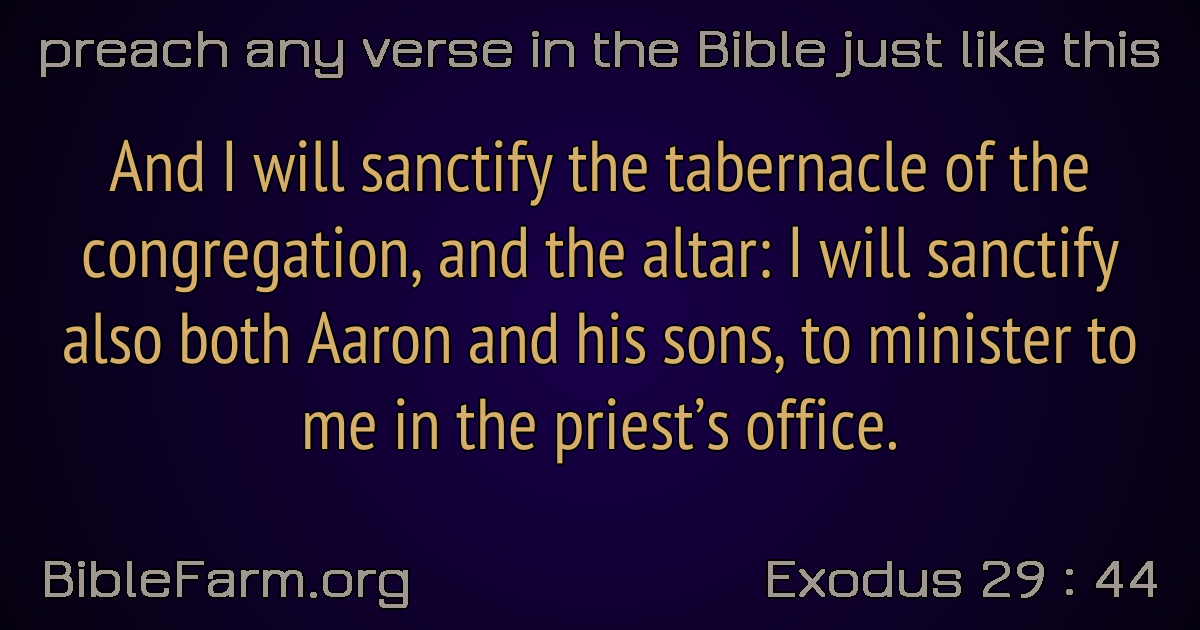 preach any verse in the Bible just like this
And I will sanctify the tabernacle of the
congregation, and the altar: I will sanctify
also both Aaron and his sons, to minister to
me in the priest’s office.
BibleFarm.org
Exodus 29 : 44